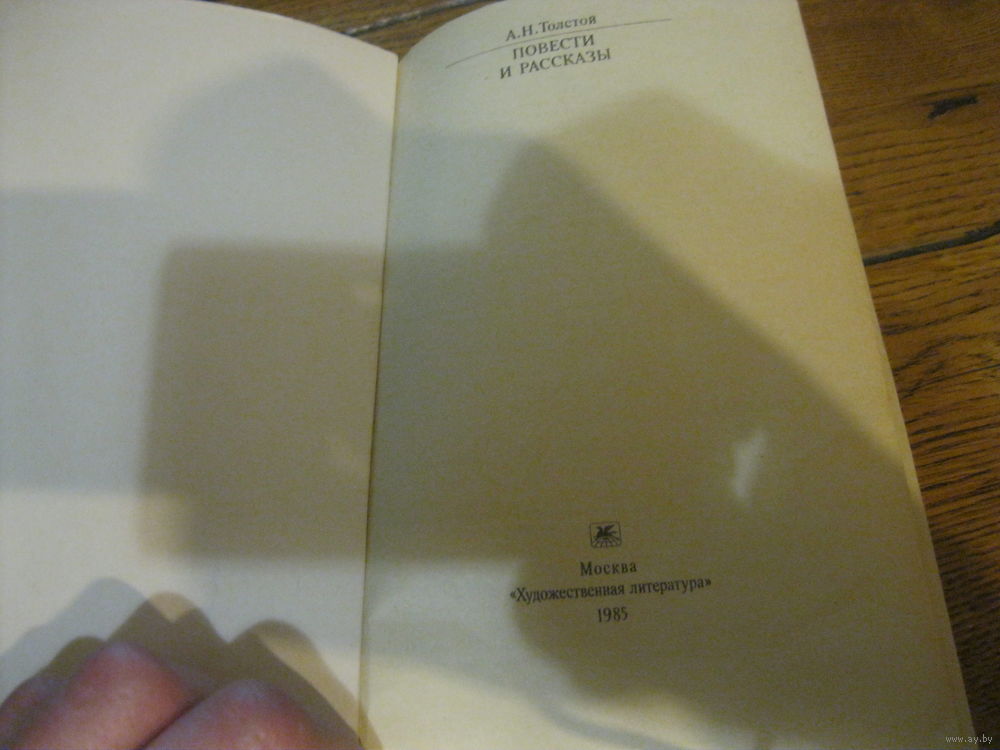 А.Н.Толстой
ПОВЕСТИ
И РАССКАЗЫ
Москва
«Художественная литература»
1985
www.ay.by